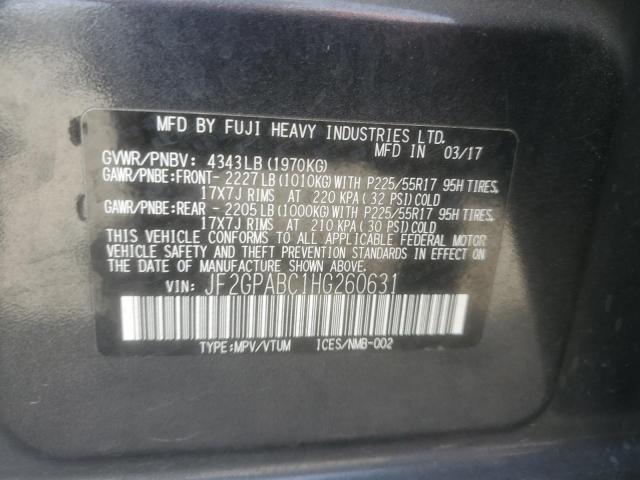 MFD BY FUJI HEAVY INDUSTRIES LTD.
MFD IN 03/17
GVWR/PNBV: 4343LB(1970KG)
GAWR/PNBE:FRONT- 2227LB(1010KG)WITH P225/55R17 95H TIRES,
17X7J RIMS AT 220 KPA(32 PSI)COLD
GAWR/PNBE:REAR - 2205LB(1000KG)WITH P225/55R17 95H TIRES,
17X7J RIMS AT 210 KPA(30 PSI)COLD
THIS VEHICLE CONFORMS TO ALL APPLICABLE FEDERAL MOTOR
VEHICLE SAFETY AND THEFT PREVENTION STANDARDS IN EFFECT ON
THE DATE OF MANUFACTURE SHOWN ABOVE.
VIN: JF2GPABC1HG260631
TYPE:MPV/VTUM ICES/NMB-002